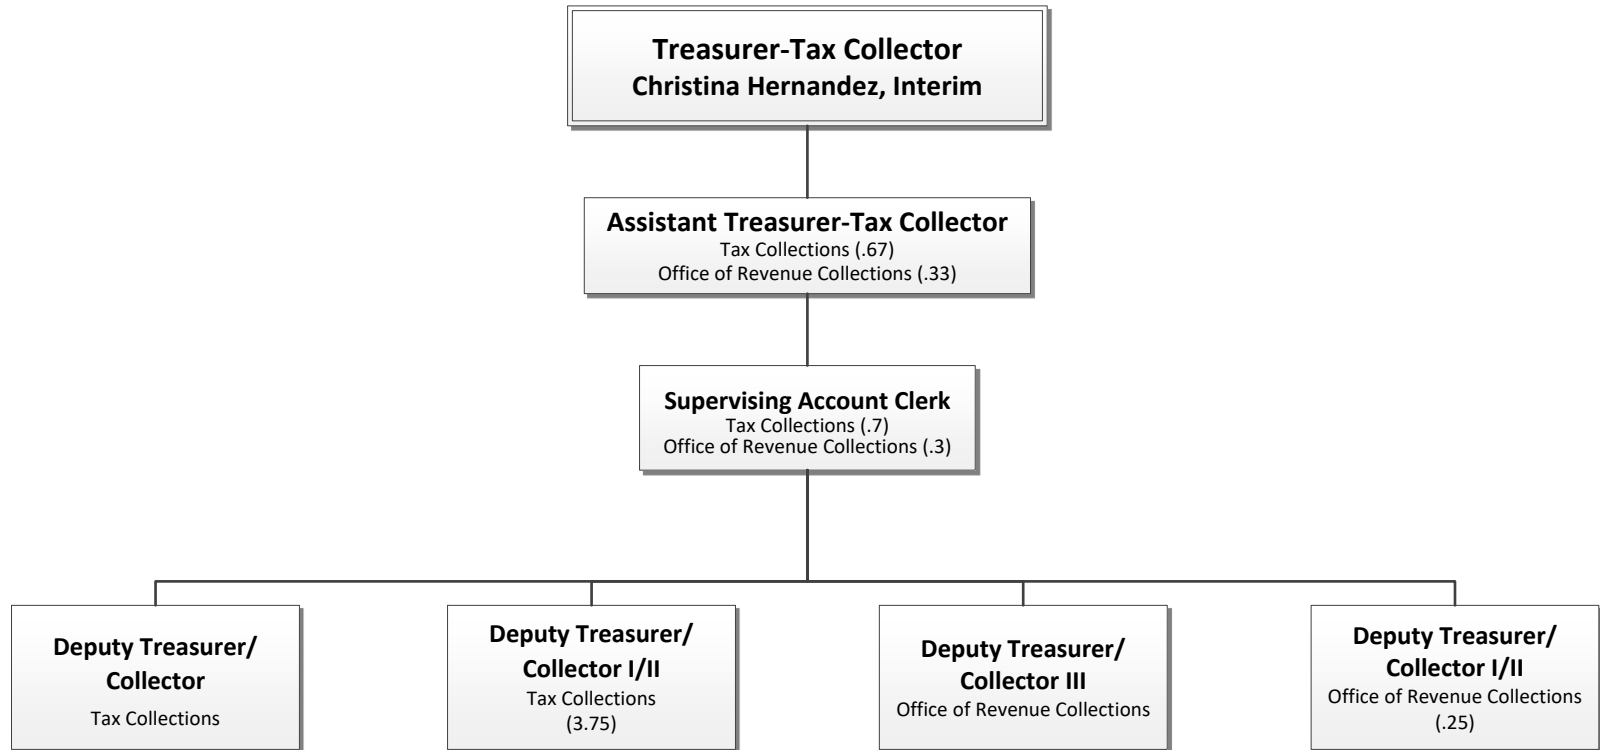 Treasurer-Tax Collector
Christina Hernandez, Interim
Assistant Treasurer-Tax Collector
Tax Collections (.67)
Office of Revenue Collections (.33)
Supervising Account Clerk
Tax Collections (.7)
Office of Revenue Collections (.3)
Deputy Treasurer/
Collector
Tax Collections
Deputy Treasurer/
Collector I/II
Tax Collections
(3.75)
Deputy Treasurer/
Collector III
Office of Revenue Collections
Deputy Treasurer/
Collector I/II
Office of Revenue Collections
(.25)